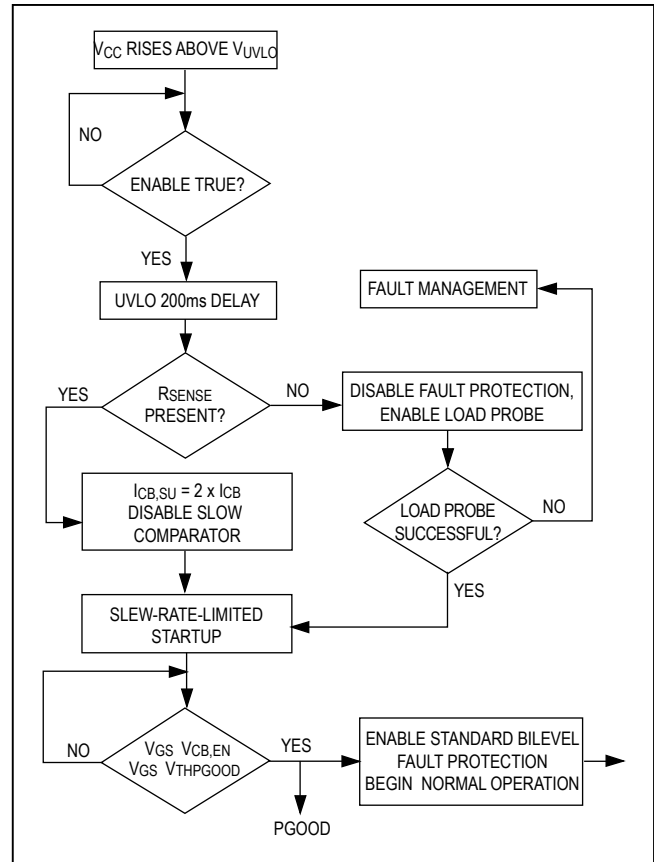 VCC RISES ABOVE VUVLO
NO
ENABLE TRUE?
YES
UVLO 200ms DELAY
FAULT MANAGEMENT
YES
RSENSE
PRESENT?
NO
DISABLE FAULT PROTECTION,
ENABLE LOAD PROBE
ICB,SU = 2 x ICB
DISABLE SLOW
COMPARATOR
LOAD PROBE
SUCCESSFUL?
NO
YES
SLEW-RATE-LIMITED
STARTUP
NO
VGS VCB,EN
VGS VTHPGOOD
YES
ENABLE STANDARD BILEVEL
FAULT PROTECTION
BEGIN NORMAL OPERATION
PGOOD